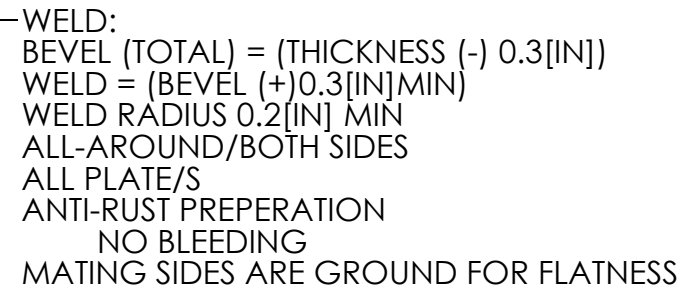 WELD:
BEVEL (TOTAL) = (THICKNESS (-) 0.3[IN])
WELD = (BEVEL (+)0.3[IN]MIN)
WELD RADIUS 0.2[IN] MIN
ALL-AROUND/BOTH SIDES
ALL PLATE/S
ANTI-RUST PREPERATION
NO BLEEDING
MATING SIDES ARE GROUND FOR FLATNESS